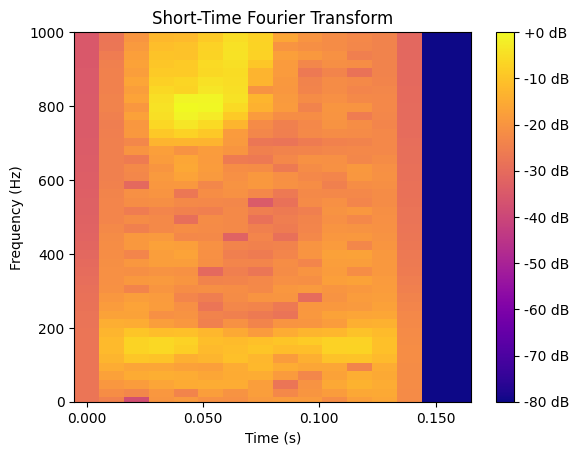 Short-Time Fourier Transform
1000
800
600
400
200
0
Frequency (Hz)
0.000
0.050
0.100
0.150
Time (s)
+0 dB
-10 dB
-20 dB
-30 dB
-40 dB
-50 dB
-60 dB
-70 dB
-80 dB